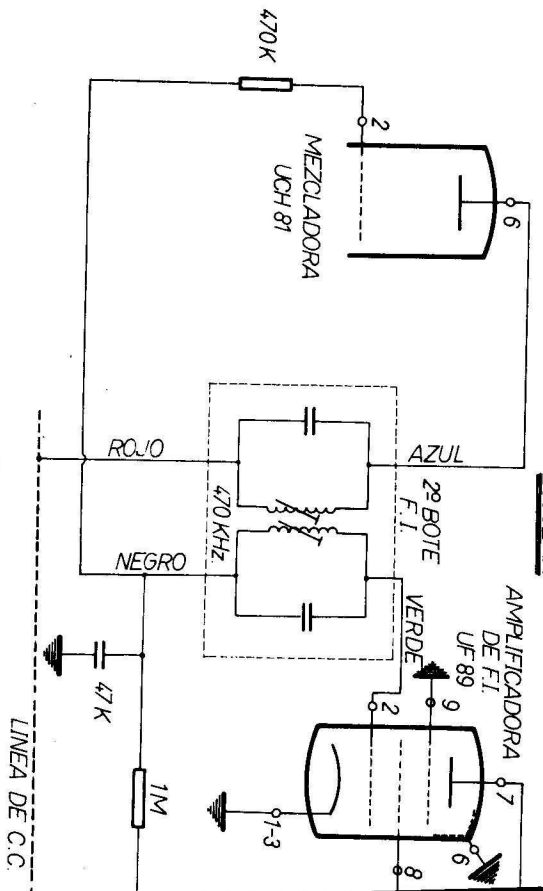 470K
2
MEZCLADORA
UCH 81
6
ROJO
AZUL
2º BOTE
F. I.
470 KHz.
NEGRO
VERDE
AMPLIFICADORA
DE F.I.
UF 89
9
2
7
6
8
1-3
47K
1M
LINEA DE C.C.